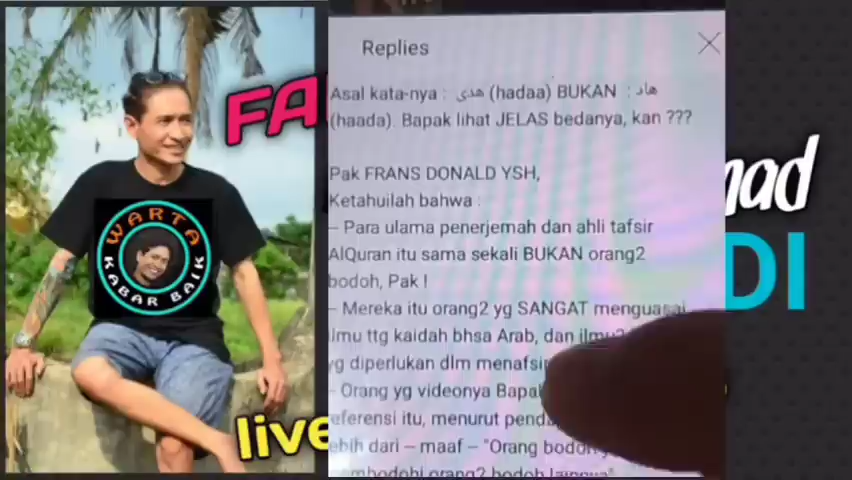 FA
WARTA
KABAR BAIK
live
Replies
Asal kata-nya : هدى (hadaa) BUKAN : هاد
(haada). Bapak lihat JELAS bedanya, kan ???
Pak FRANS DONALD YSH,
Ketahuilah bahwa :
– Para ulama penerjemah dan ahli tafsir
AlQuran itu sama sekali BUKAN orang2
bodoh, Pak !
– Mereka itu orang2 yg SANGAT menguasai
ilmu ttg kaidah bhsa Arab, dan ilmu2
yg diperlukan dlm menafsi
– Orang yg videonya Bapa
referensi itu, menurut pend
lebih dari – maaf – "Orang bodoh
membodohi orang2 bodoh lainnya"
mad
DI